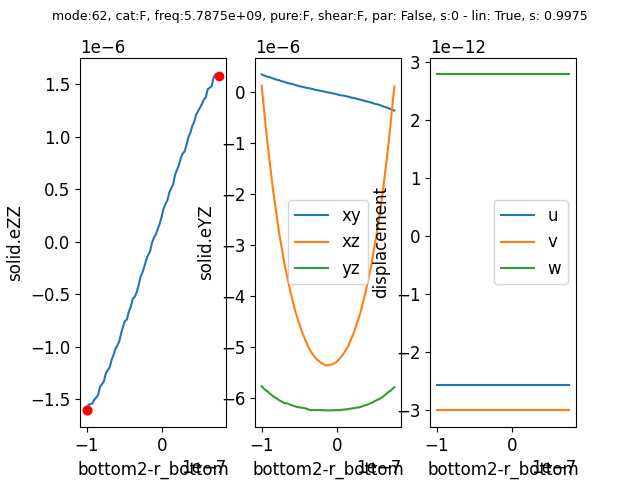 mode:62, cat:F, freq:5.7875e+09, pure:F, shear:F, par: False, s:0 - lin: True, s: 0.9975
1e−6
1e−6
1e−12
solid.eZZ
1.5
1.0
0.5
0.0
−0.5
−1.0
−1.5
−1
0
1e−7
bottom2-r_bottom
solid.eYZ
0
−1
−2
−3
−4
−5
−6
xy
xz
yz
−1
0
1e−7
bottom2-r_bottom
displacement
3
2
1
0
−1
−2
−3
u
v
w
−1
0
1e−7
bottom2-r_bottom